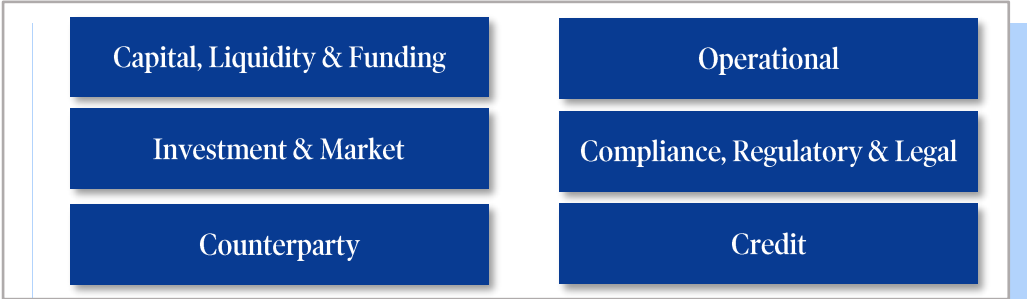 Capital, Liquidity & Funding
Operational
Investment & Market
Compliance, Regulatory & Legal
Counterparty
Credit